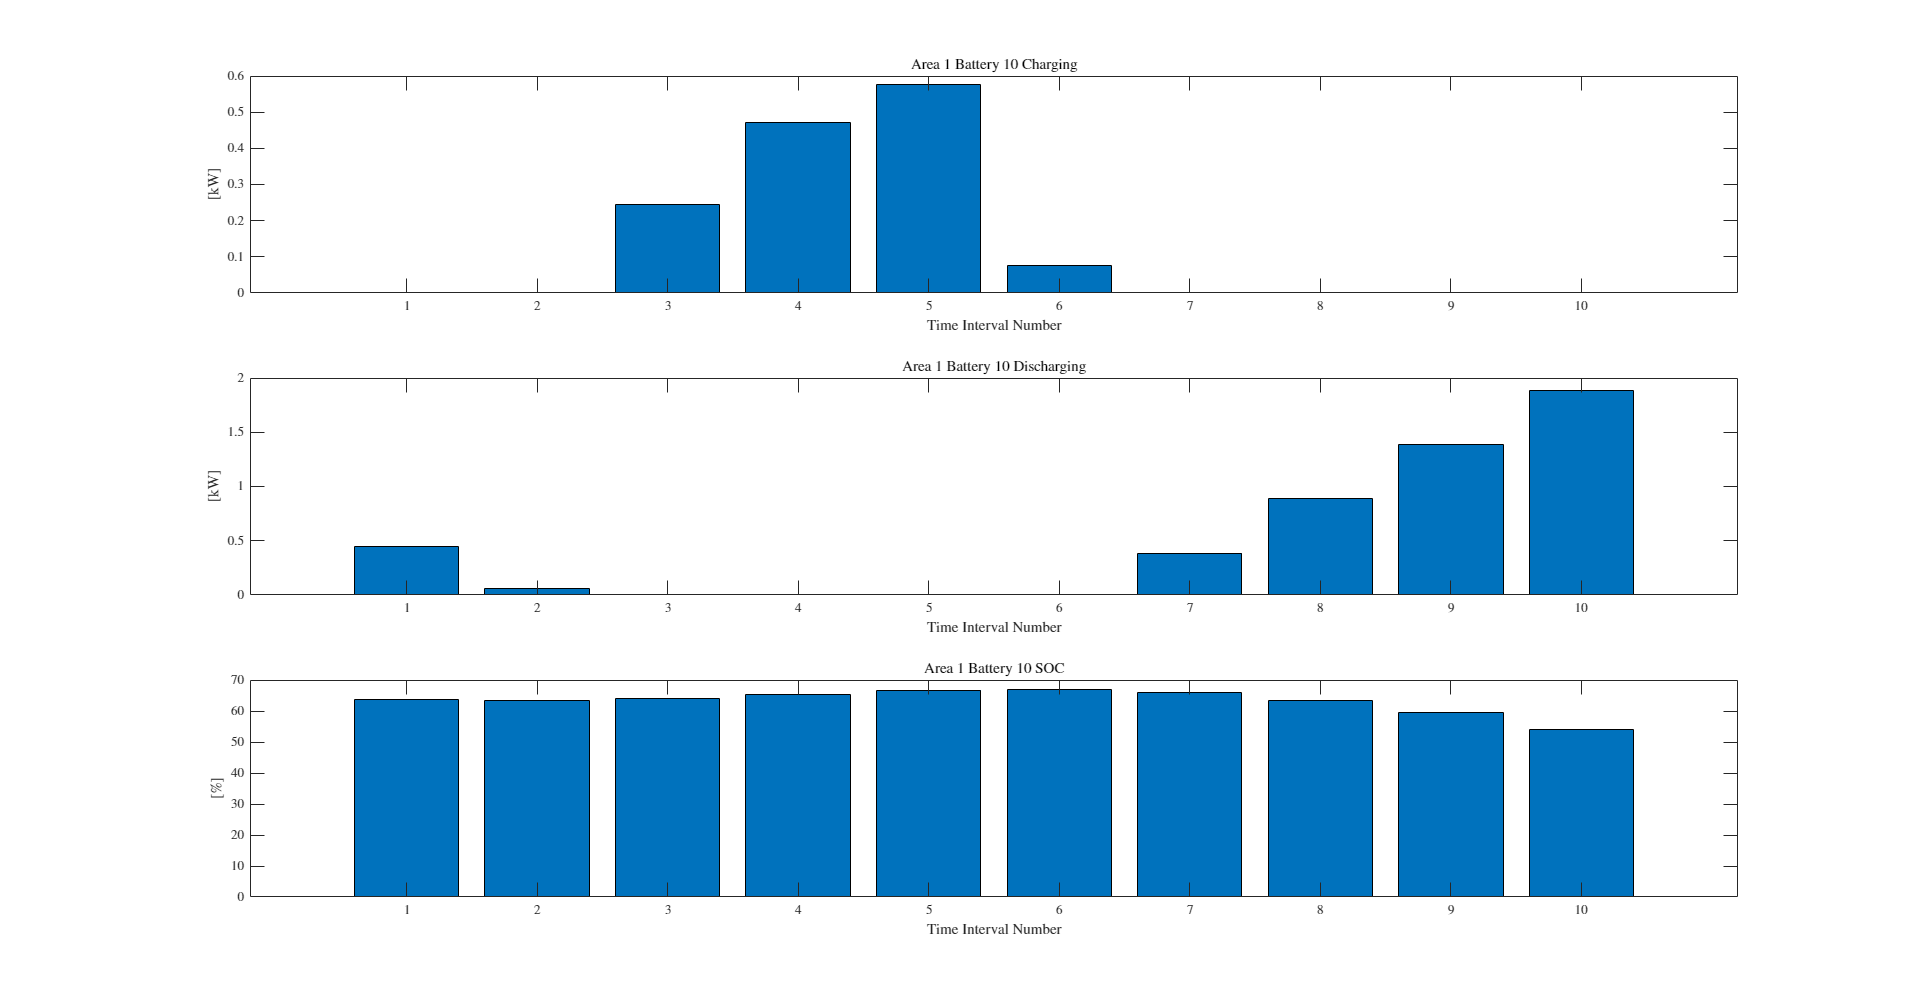 Area 1 Battery 10 Charging
0.6
0.5
0.4
0.3
0.2
0.1
0
[kW]
1 2 3 4 5 6 7 8 9 10
Time Interval Number
Area 1 Battery 10 Discharging
2
1.5
1
0.5
0
[kW]
1 2 3 4 5 6 7 8 9 10
Time Interval Number
Area 1 Battery 10 SOC
70
60
50
40
30
20
10
0
[%]
1 2 3 4 5 6 7 8 9 10
Time Interval Number